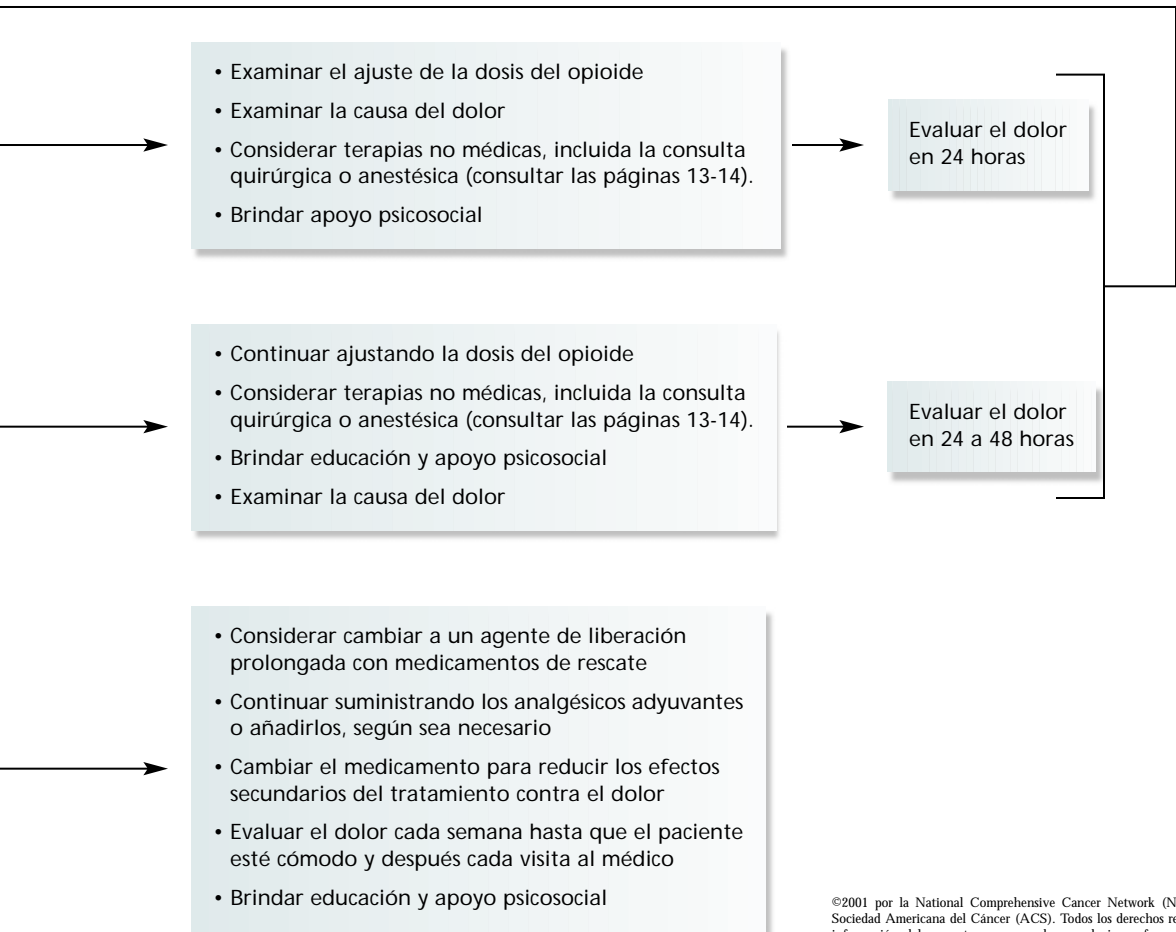 • Examinar el ajuste de la dosis del opioide
• Examinar la causa del dolor
• Considerar terapias no médicas, incluida la consulta
quirúrgica o anestésica (consultar las páginas 13-14).
• Brindar apoyo psicosocial
Evaluar el dolor
en 24 horas
• Continuar ajustando la dosis del opioide
• Considerar terapias no médicas, incluida la consulta
quirúrgica o anestésica (consultar las páginas 13-14).
• Brindar educación y apoyo psicosocial
• Examinar la causa del dolor
Evaluar el dolor
en 24 a 48 horas
• Considerar cambiar a un agente de liberación
prolongada con medicamentos de rescate
• Continuar suministrando los analgésicos adyuvantes
o añadirlos, según sea necesario
• Cambiar el medicamento para reducir los efectos
secundarios del tratamiento contra el dolor
• Evaluar el dolor cada semana hasta que el paciente
esté cómodo y después cada visita al médico
• Brindar educación y apoyo psicosocial
©2001 por la National Comprehensive Cancer Network (N
Sociedad Americana del Cáncer (ACS). Todos los derechos re